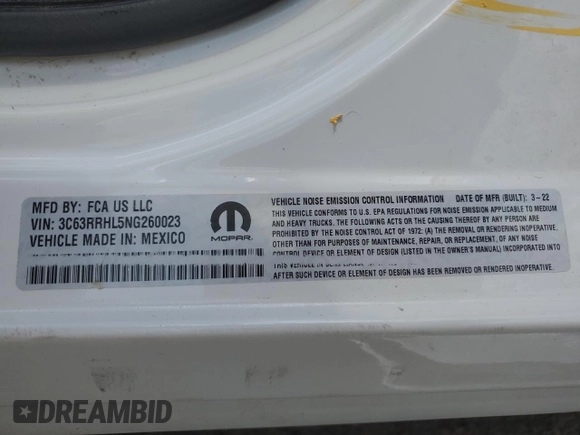 MFD BY: FCA US LLC
VIN: 3C63RRHL5NG260023
VEHICLE MADE IN: MEXICO
MOPAR
VEHICLE NOISE EMISSION CONTROL INFORMATION DATE OF MFR (BUILT): 3-22
THIS VEHICLE CONFORMS TO U.S. EPA REGULATIONS FOR NOISE EMISSION APPLICABLE TO MEDIUM
AND HEAVY TRUCKS. THE FOLLOWING ACTS OR THE CAUSING THEREOF BY ANY PERSON ARE
PROHIBITED BY THE NOISE CONTROL ACT OF 1972: (A) THE REMOVAL OR RENDERING INOPERATIVE,
OTHER THAN FOR PURPOSES OF MAINTENANCE, REPAIR, OR REPLACEMENT, OF ANY NOISE
CONTROL DEVICE OR ELEMENT OF DESIGN (LISTED IN THE OWNER'S MANUAL) INCORPORATED INTO
THIS VEHICLE
AFTER SUCH DEVICE OR ELEMENT OF DESIGN HAS BEEN REMOVED OR RENDERED INOPERATIVE.
DREAMBID